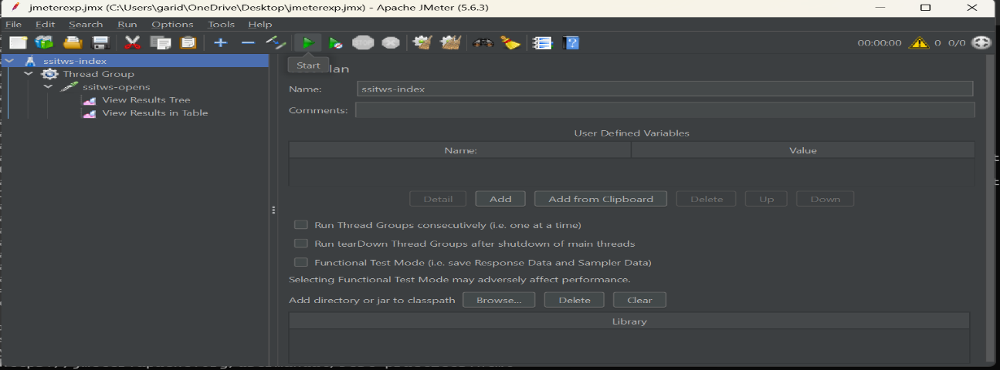 jmeterexp.jmx (C:\Users\garid\OneDrive\Desktop\jmeterexp.jmx) - Apache JMeter (5.6.3)
File Edit Search Run Options Tools Help
00:00:00 0 0/0
Start
ssitws-index
Thread Group
ssitws-opens
View Results Tree
View Results in Table
lan
Name: ssitws-index
Comments:
User Defined Variables
Name: Value
Detail Add Add from Clipboard Delete Up Down
Run Thread Groups consecutively (i.e. one at a time)
Run tearDown Thread Groups after shutdown of main threads
Functional Test Mode (i.e. save Response Data and Sampler Data)
Selecting Functional Test Mode may adversely affect performance.
Add directory or jar to classpath Browse... Delete Clear
Library